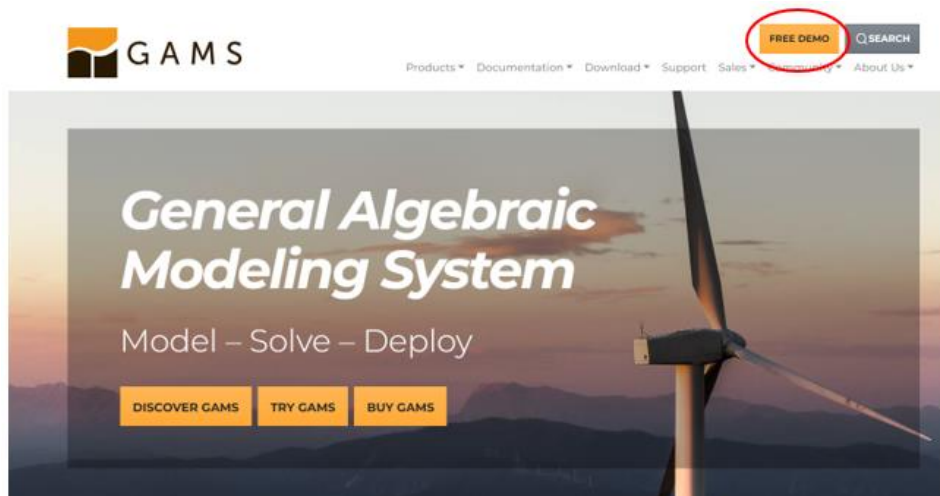 GAMS
FREE DEMO
SEARCH
Products Documentation Download Support Sales Community About Us
General Algebraic
Modeling System
Model – Solve – Deploy
DISCOVER GAMS TRY GAMS BUY GAMS